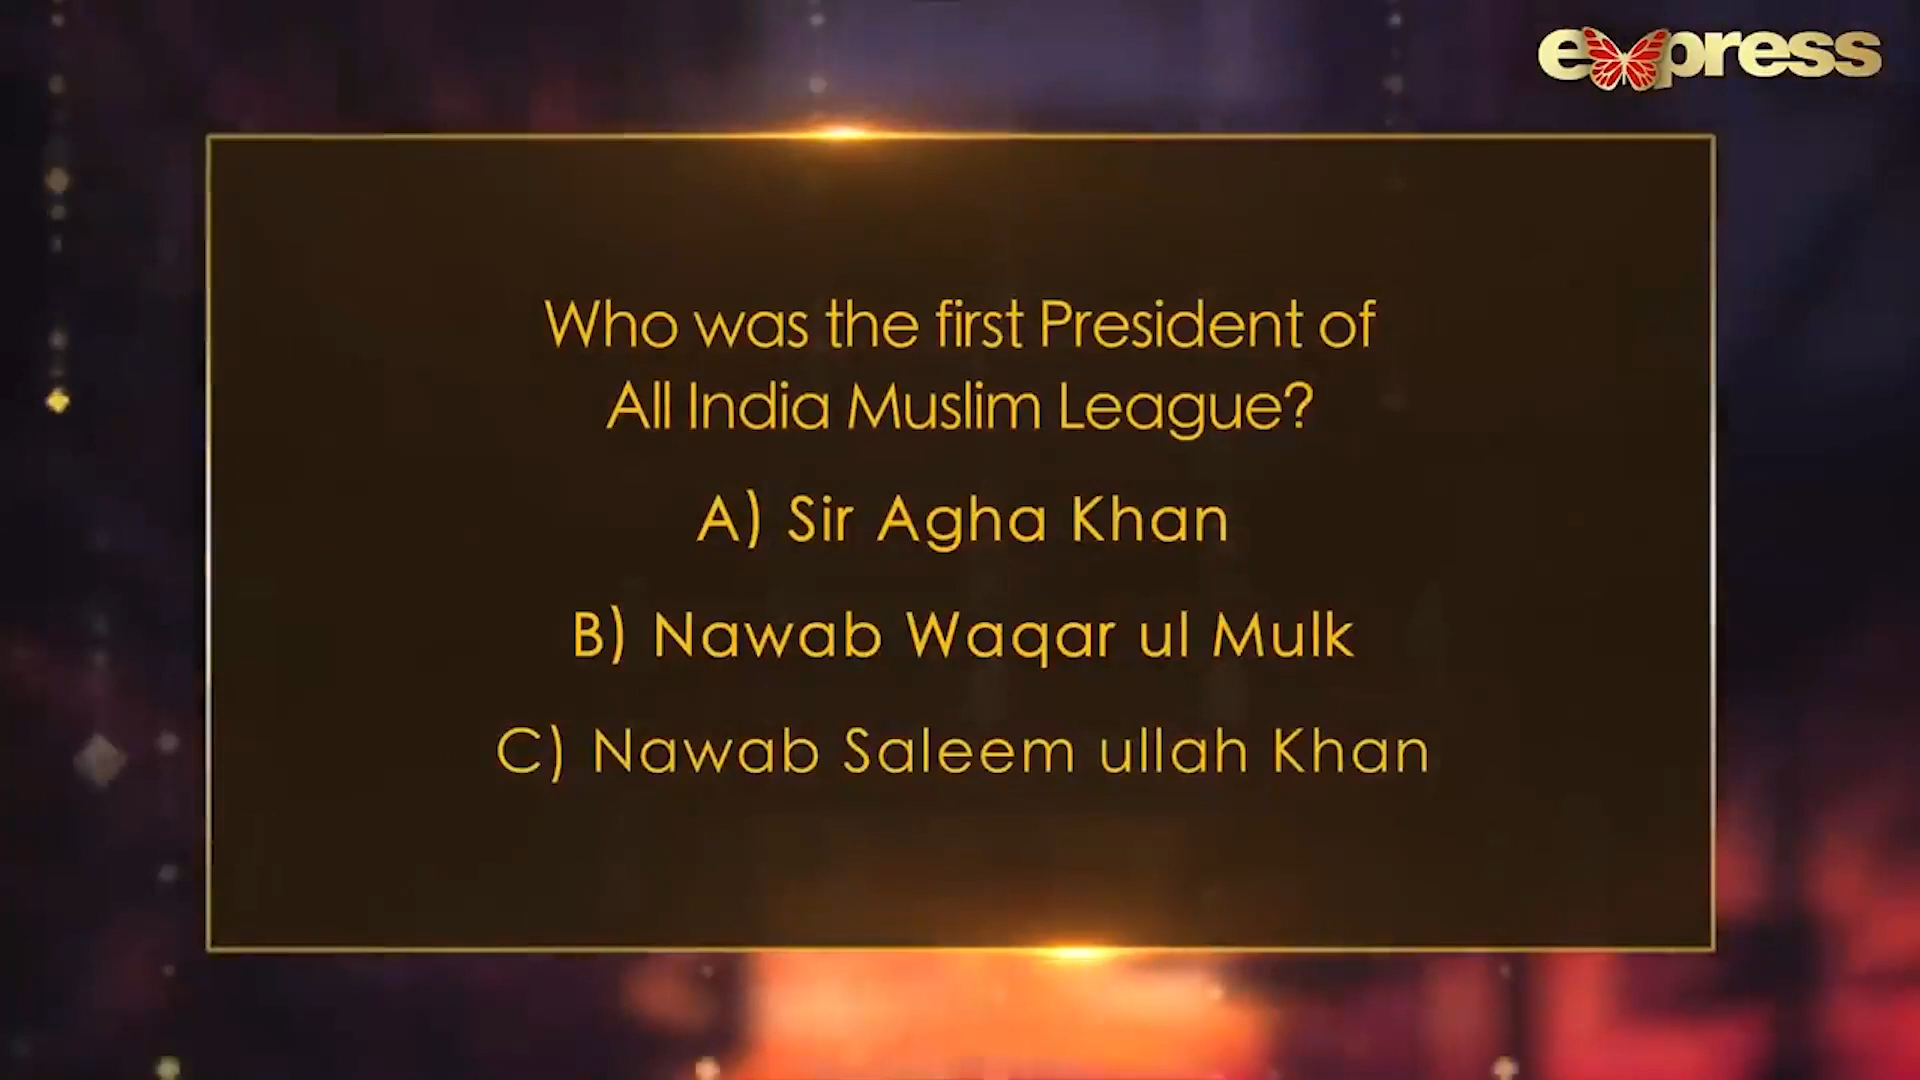 express
Who was the first President of
All India Muslim League?
A) Sir Agha Khan
B) Nawab Waqar ul Mulk
C) Nawab Saleem ullah Khan